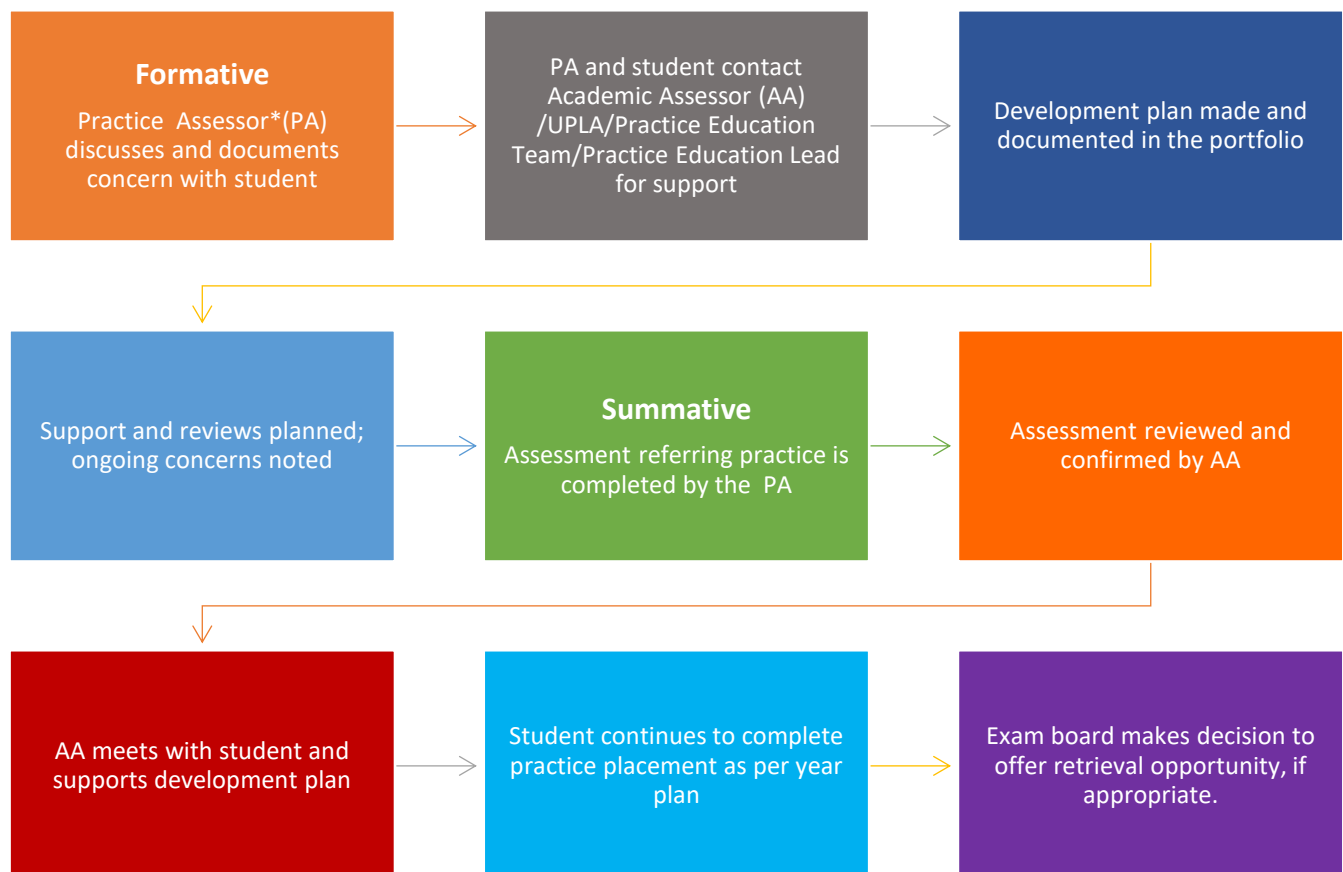 Formative
Practice Assessor*(PA)
discusses and documents
concern with student
PA and student contact
Academic Assessor (AA)
/UPLA/Practice Education
Team/Practice Education Lead
for support
Development plan made and
documented in the portfolio
Support and reviews planned;
ongoing concerns noted
Summative
Assessment referring practice is
completed by the PA
Assessment reviewed and
confirmed by AA
AA meets with student and
supports development plan
Student continues to complete
practice placement as per year
plan
Exam board makes decision to
offer retrieval opportunity, if
appropriate.